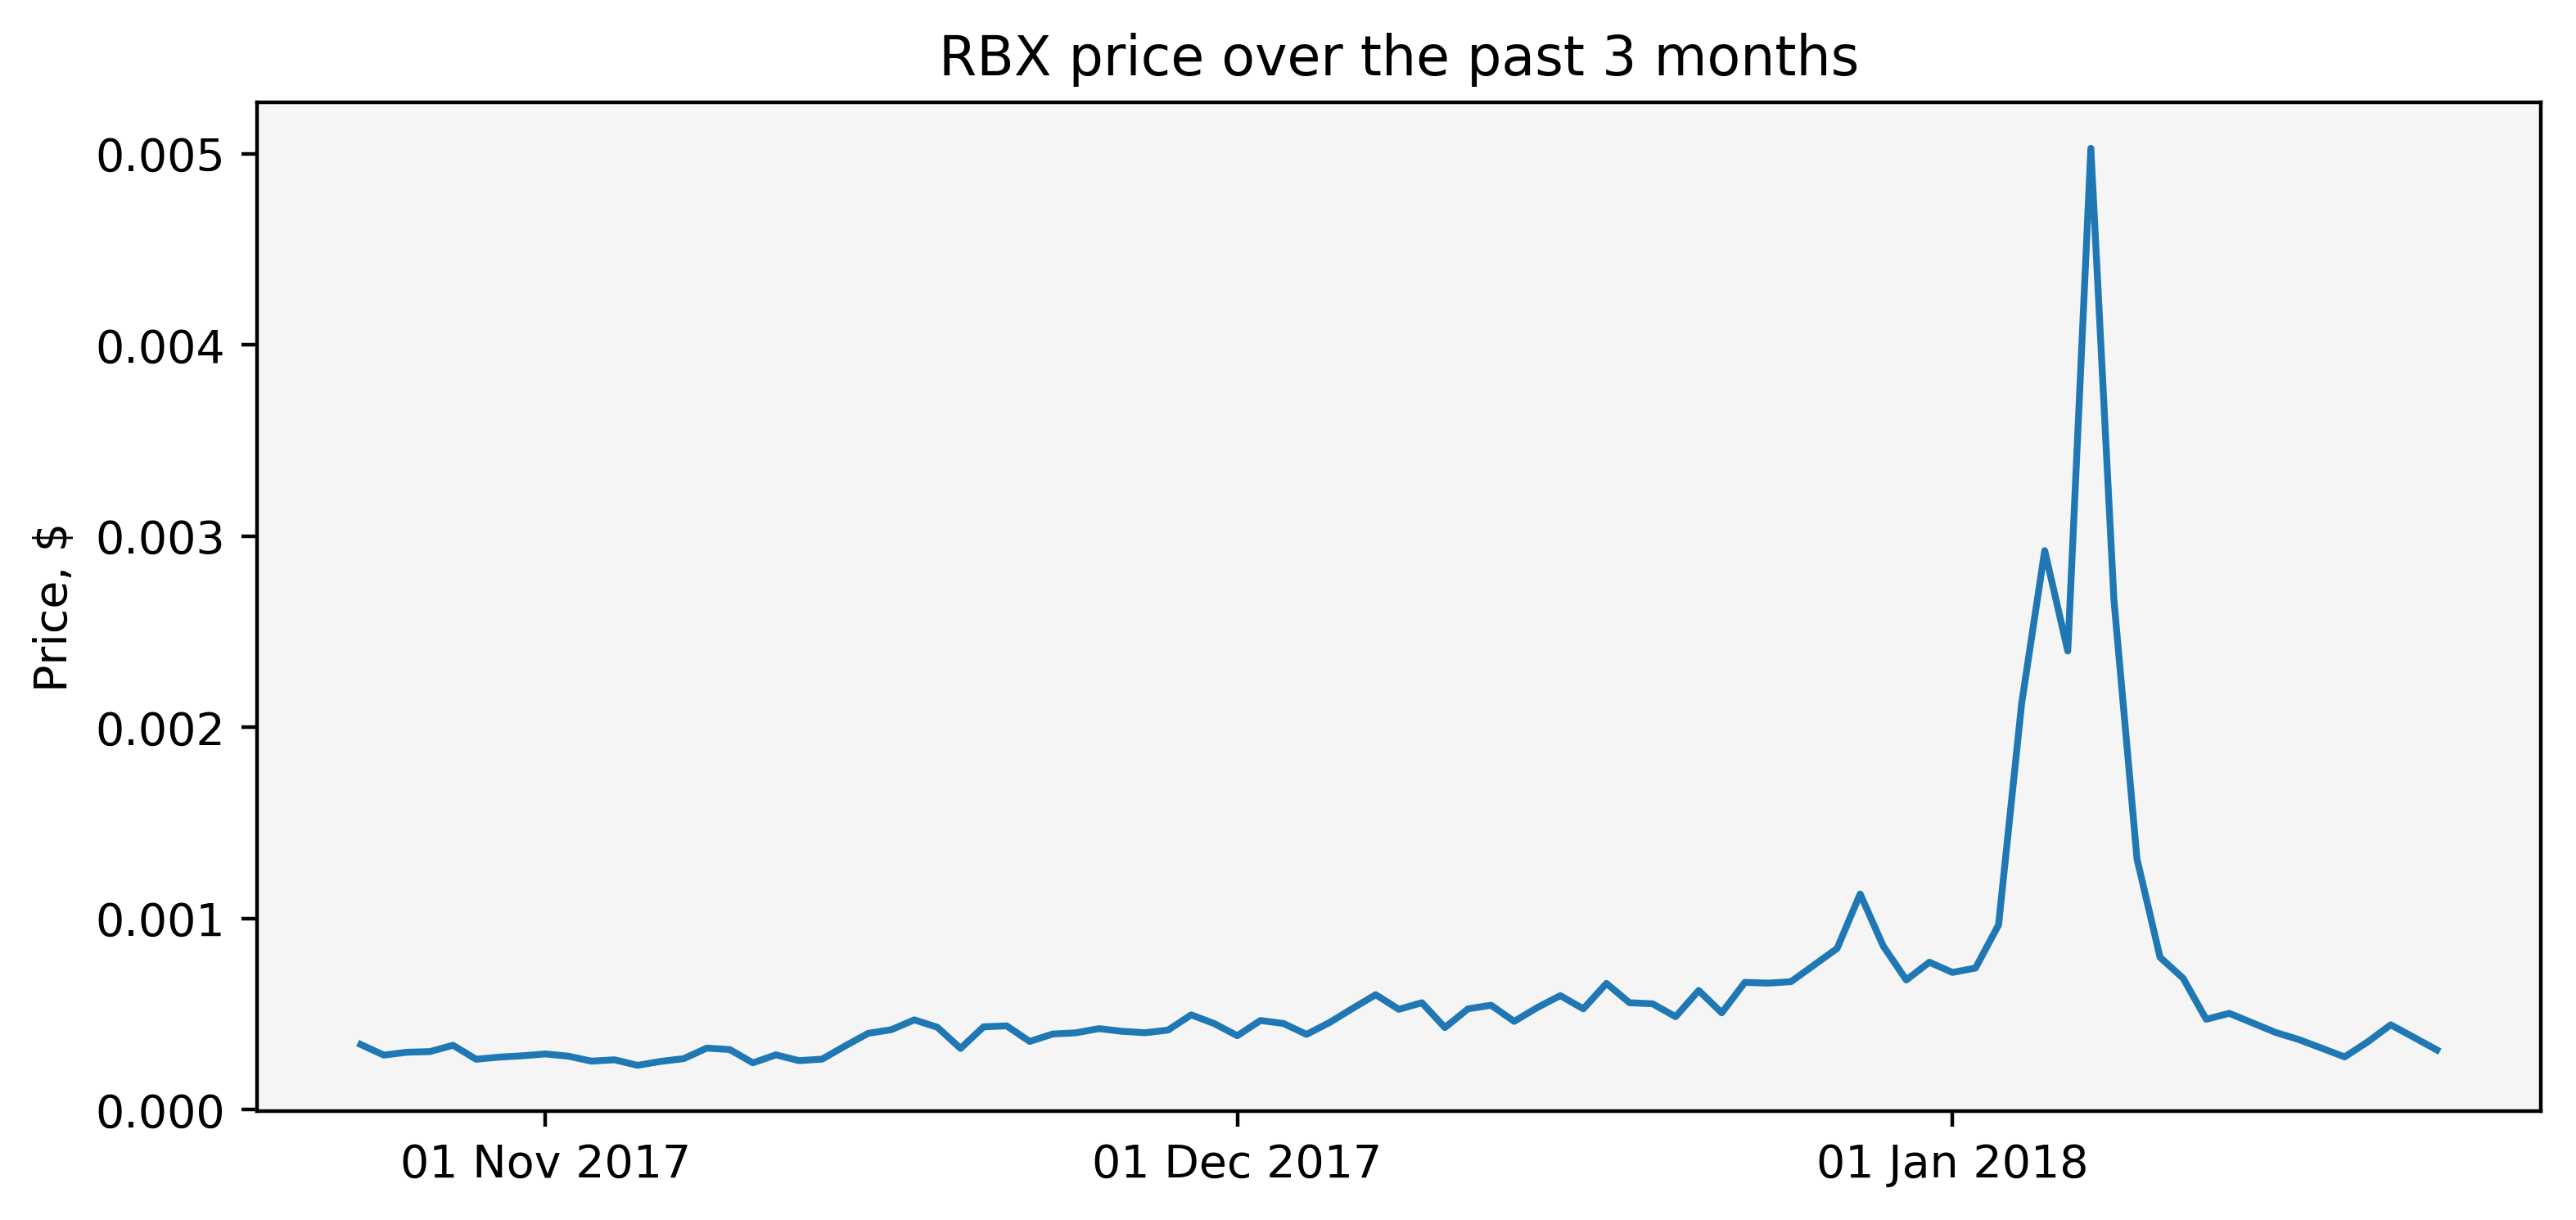 RBX price over the past 3 months
Price, $
0.005
0.004
0.003
0.002
0.001
0.000
01 Nov 2017
01 Dec 2017
01 Jan 2018